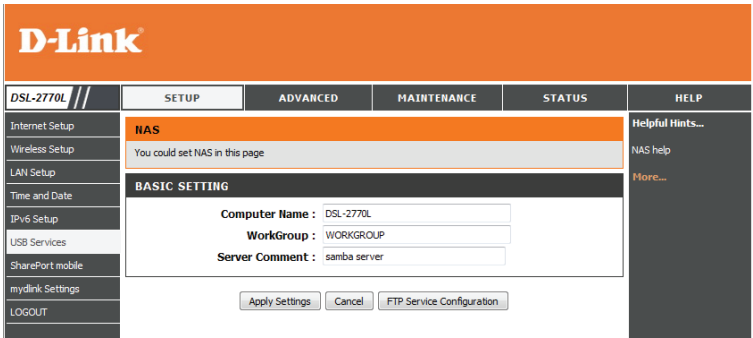 D-Link
DSL-2770L
SETUP
ADVANCED
MAINTENANCE
STATUS
HELP
Internet Setup
Wireless Setup
LAN Setup
Time and Date
IPv6 Setup
USB Services
SharePort mobile
mydlink Settings
LOGOUT
NAS
You could set NAS in this page
BASIC SETTING
Computer Name : DSL-2770L
WorkGroup : WORKGROUP
Server Comment : samba server
Apply Settings
Cancel
FTP Service Configuration
Helpful Hints...
NAS help
More...